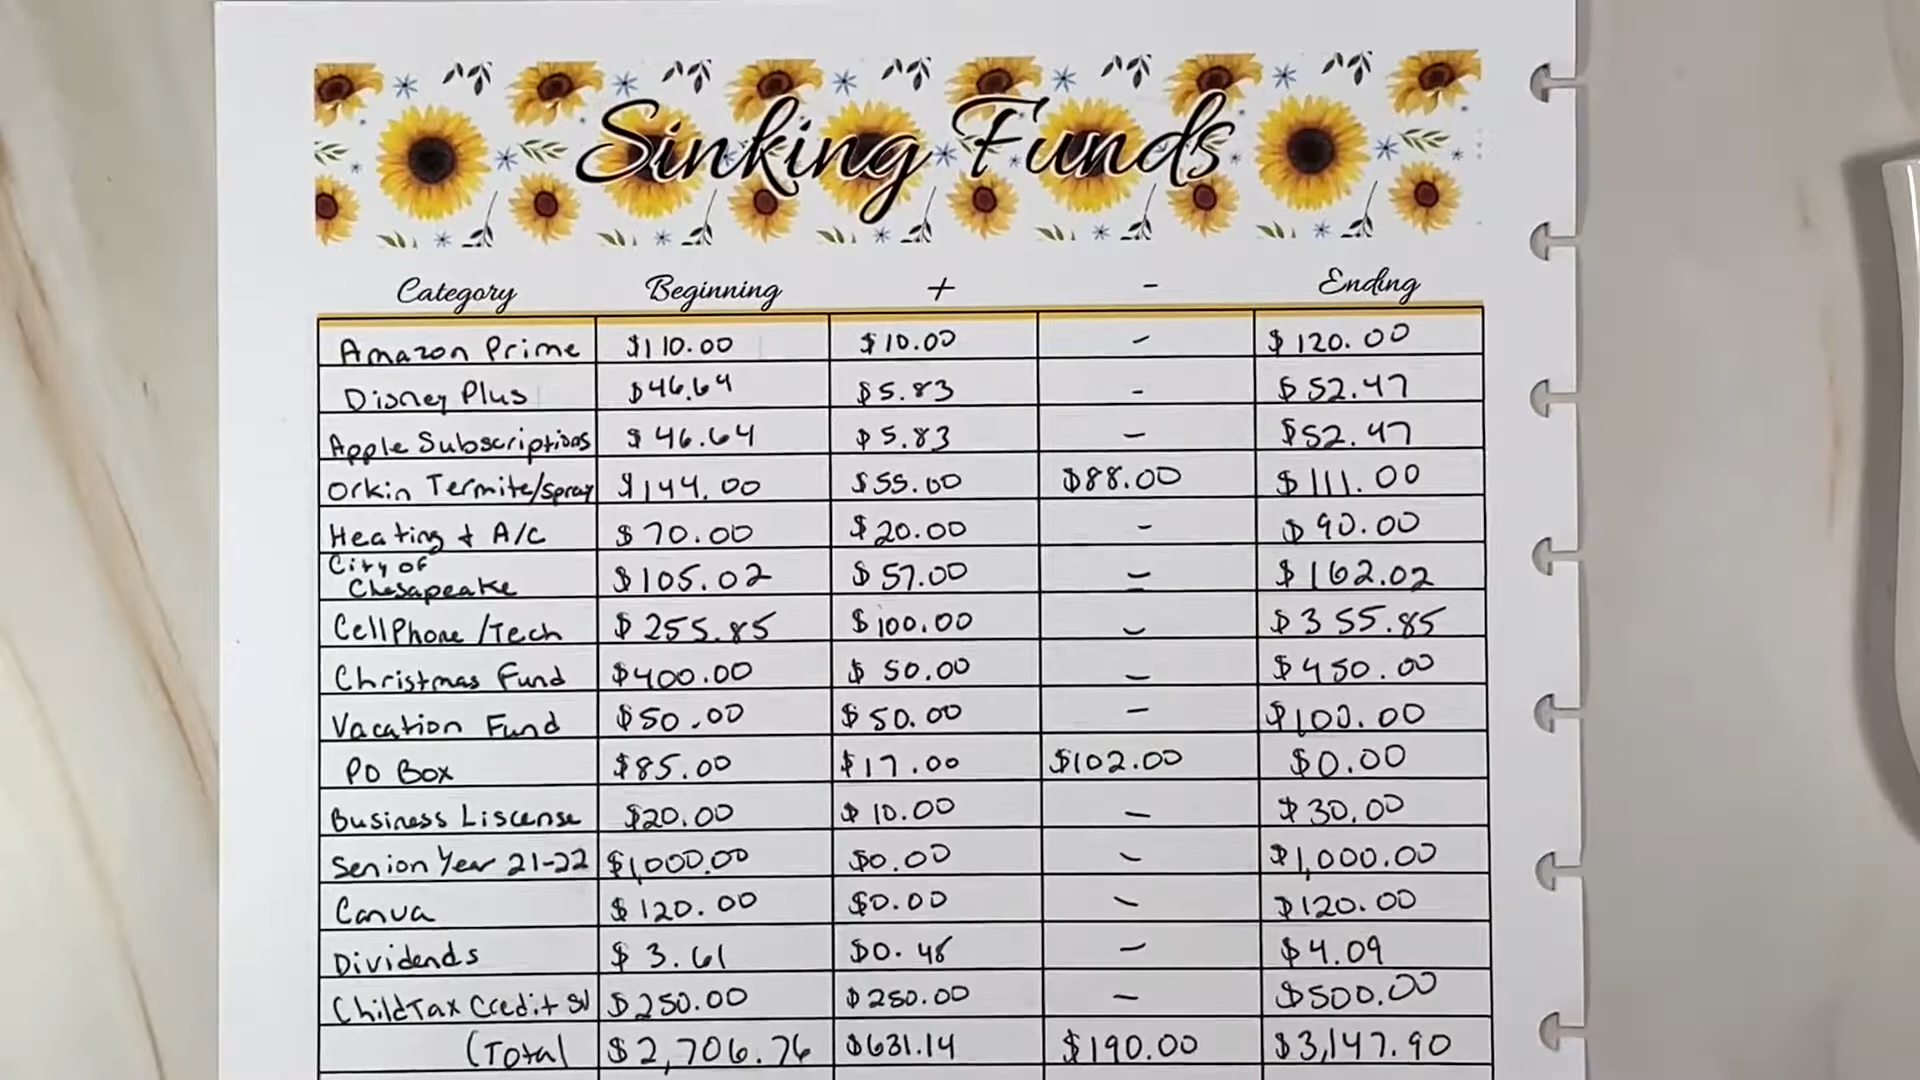 Sinking Funds
Category Beginning + - Ending
Amazon Prime $110.00 $10.00 - $120.00
Disney Plus $46.64 $5.83 - $52.47
Apple Subscriptions $46.64 $5.83 - $52.47
Orkin Termite/Spray $144.00 $55.00 $88.00 $111.00
Heating & A/C $70.00 $20.00 - $90.00
City of Chesapeake $105.02 $57.00 - $162.02
CellPhone/Tech $255.85 $100.00 - $355.85
Christmas Fund $400.00 $50.00 - $450.00
Vacation Fund $50.00 $50.00 - $100.00
PO Box $85.00 $17.00 $102.00 $0.00
Business Liscense $20.00 $10.00 - $30.00
Senion Year 21-22 $1,000.00 $0.00 - $1,000.00
Canva $120.00 $0.00 - $120.00
Dividends $3.61 $0.48 - $4.09
Child Tax Credit SV $250.00 $250.00 - $500.00
(Total $2,706.76 $631.14 $190.00 $3,147.90